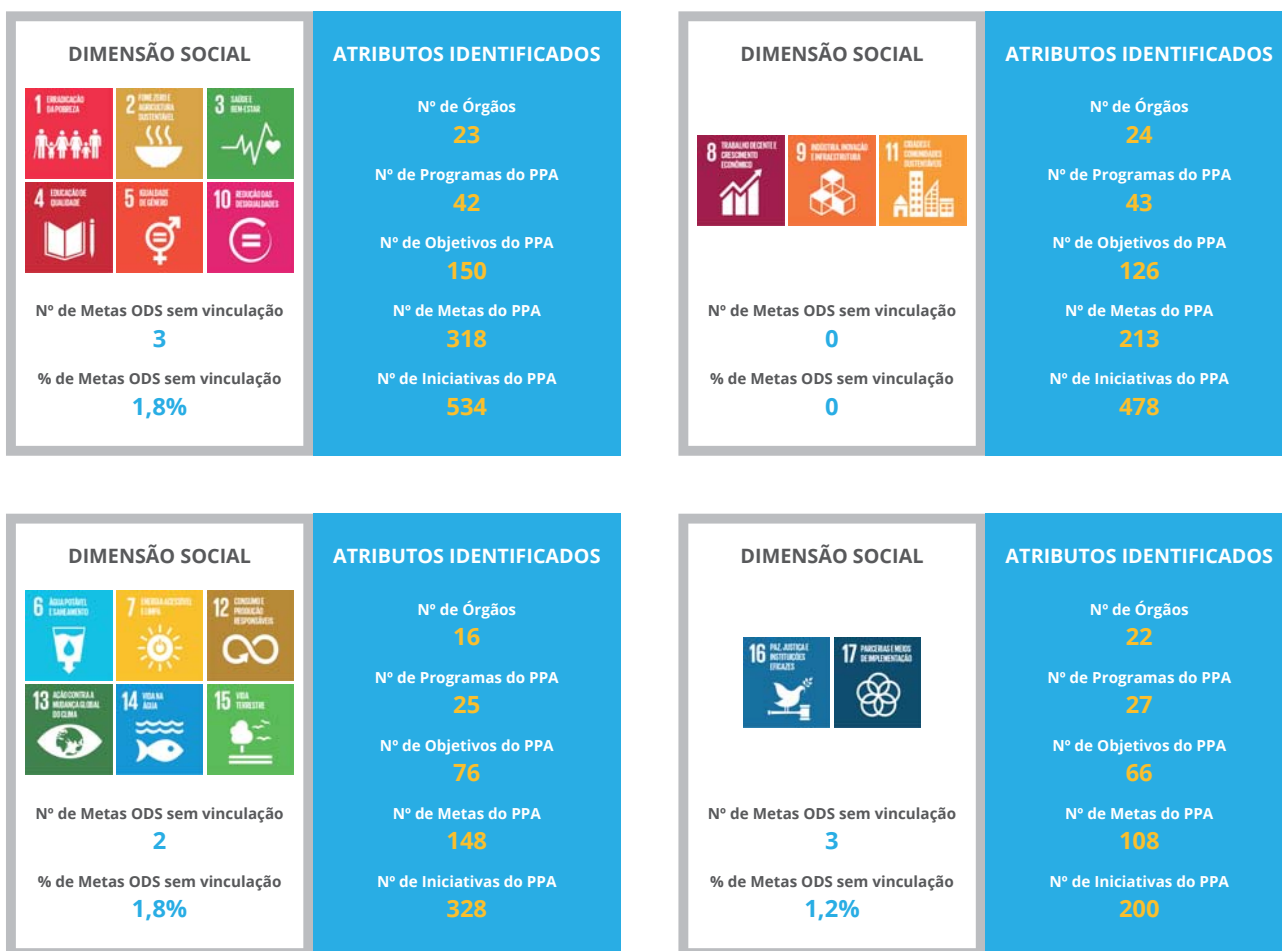 DIMENSÃO SOCIAL
1 ERRADICAÇÃO
DA POBREZA
2 FOME ZERO E
AGRICULTURA
SUSTENTÁVEL
3 SAÚDE E
BEM-ESTAR
4 EDUCAÇÃO DE
QUALIDADE
5 IGUALDADE
DE GÊNERO
10 REDUÇÃO DAS
DESIGUALDADES
Nº de Metas ODS sem vinculação
3
% de Metas ODS sem vinculação
1,8%
ATRIBUTOS IDENTIFICADOS
Nº de Órgãos
23
Nº de Programas do PPA
42
Nº de Objetivos do PPA
150
Nº de Metas do PPA
318
Nº de Iniciativas do PPA
534
DIMENSÃO SOCIAL
8 TRABALHO DECENTE E
CRESCIMENTO
ECONÔMICO
9 INDÚSTRIA, INOVAÇÃO
E INFRAESTRUTURA
11 CIDADES E
COMUNIDADES
SUSTENTÁVEIS
Nº de Metas ODS sem vinculação
0
% de Metas ODS sem vinculação
0
ATRIBUTOS IDENTIFICADOS
Nº de Órgãos
24
Nº de Programas do PPA
43
Nº de Objetivos do PPA
126
Nº de Metas do PPA
213
Nº de Iniciativas do PPA
478
DIMENSÃO SOCIAL
6 ÁGUA POTÁVEL
E SANEAMENTO
7 ENERGIA ACESSÍVEL
E LIMPA
12 CONSUMO E
PRODUÇÃO
RESPONSÁVEIS
13 AÇÃO CONTRA A
MUDANÇA GLOBAL
DO CLIMA
14 VIDA NA
ÁGUA
15 VIDA
TERRESTRE
Nº de Metas ODS sem vinculação
2
% de Metas ODS sem vinculação
1,8%
ATRIBUTOS IDENTIFICADOS
Nº de Órgãos
16
Nº de Programas do PPA
25
Nº de Objetivos do PPA
76
Nº de Metas do PPA
148
Nº de Iniciativas do PPA
328
DIMENSÃO SOCIAL
16 PAZ, JUSTIÇA E
INSTITUIÇÕES
EFICAZES
17 PARCERIAS E MEIOS
DE IMPLEMENTAÇÃO
Nº de Metas ODS sem vinculação
3
% de Metas ODS sem vinculação
1,2%
ATRIBUTOS IDENTIFICADOS
Nº de Órgãos
22
Nº de Programas do PPA
27
Nº de Objetivos do PPA
66
Nº de Metas do PPA
108
Nº de Iniciativas do PPA
200